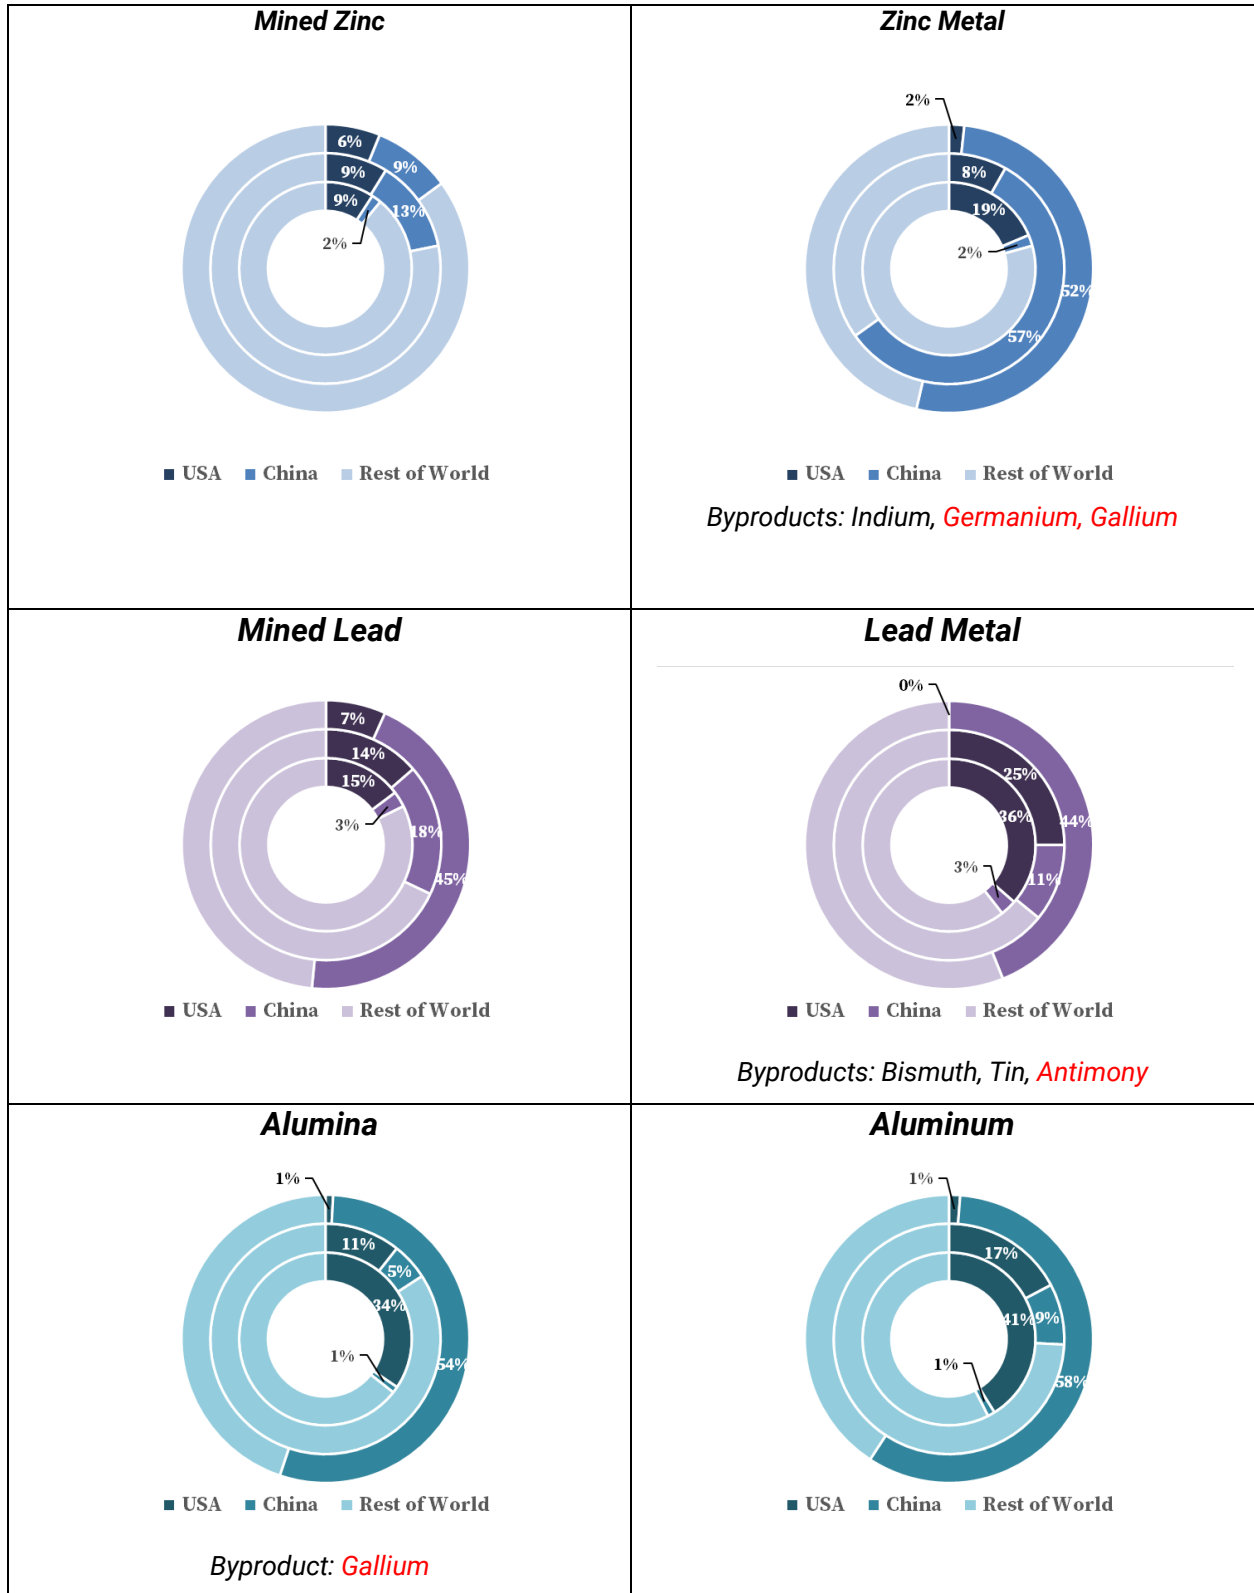 Mined Zinc
6%
9%
9%
9%
13%
2%
USA China Rest of World
Zinc Metal
2%
8%
19%
2%
52%
57%
USA China Rest of World
Byproducts: Indium, Germanium, Gallium
Mined Lead
7%
14%
15%
3%
18%
45%
USA China Rest of World
Lead Metal
0%
25%
36%
44%
3%
11%
USA China Rest of World
Byproducts: Bismuth, Tin, Antimony
Alumina
1%
11%
5%
34%
1%
54%
USA China Rest of World
Byproduct: Gallium
Aluminum
1%
17%
41%
9%
1%
58%
USA China Rest of World